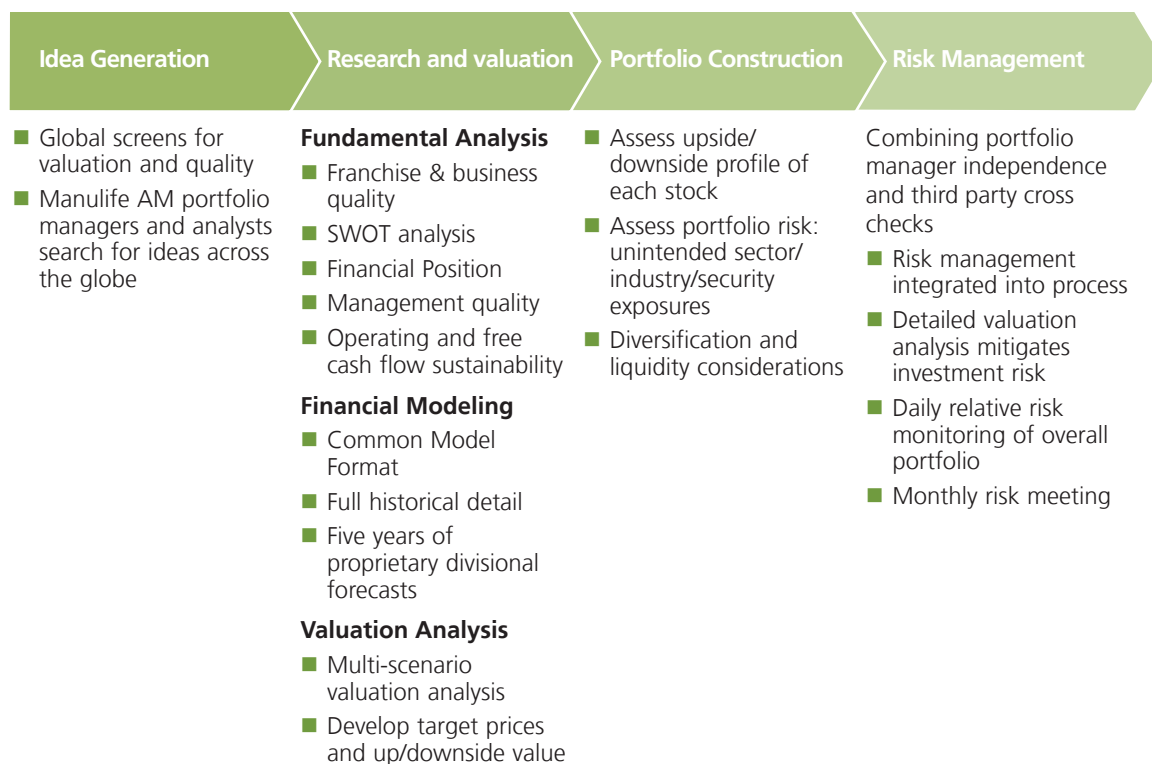 Idea Generation
Research and valuation
Portfolio Construction
Risk Management
■ Global screens for
valuation and quality
■ Manulife AM portfolio
managers and analysts
search for ideas across
the globe
Fundamental Analysis
■ Franchise & business
quality
■ SWOT analysis
■ Financial Position
■ Management quality
■ Operating and free
cash flow sustainability
Financial Modeling
■ Common Model
Format
■ Full historical detail
■ Five years of
proprietary divisional
forecasts
Valuation Analysis
■ Multi-scenario
valuation analysis
■ Develop target prices
and up/downside value
■ Assess upside/
downside profile of
each stock
■ Assess portfolio risk:
unintended sector/
industry/security
exposures
■ Diversification and
liquidity considerations
Combining portfolio
manager independence
and third party cross
checks
■ Risk management
integrated into process
■ Detailed valuation
analysis mitigates
investment risk
■ Daily relative risk
monitoring of overall
portfolio
■ Monthly risk meeting